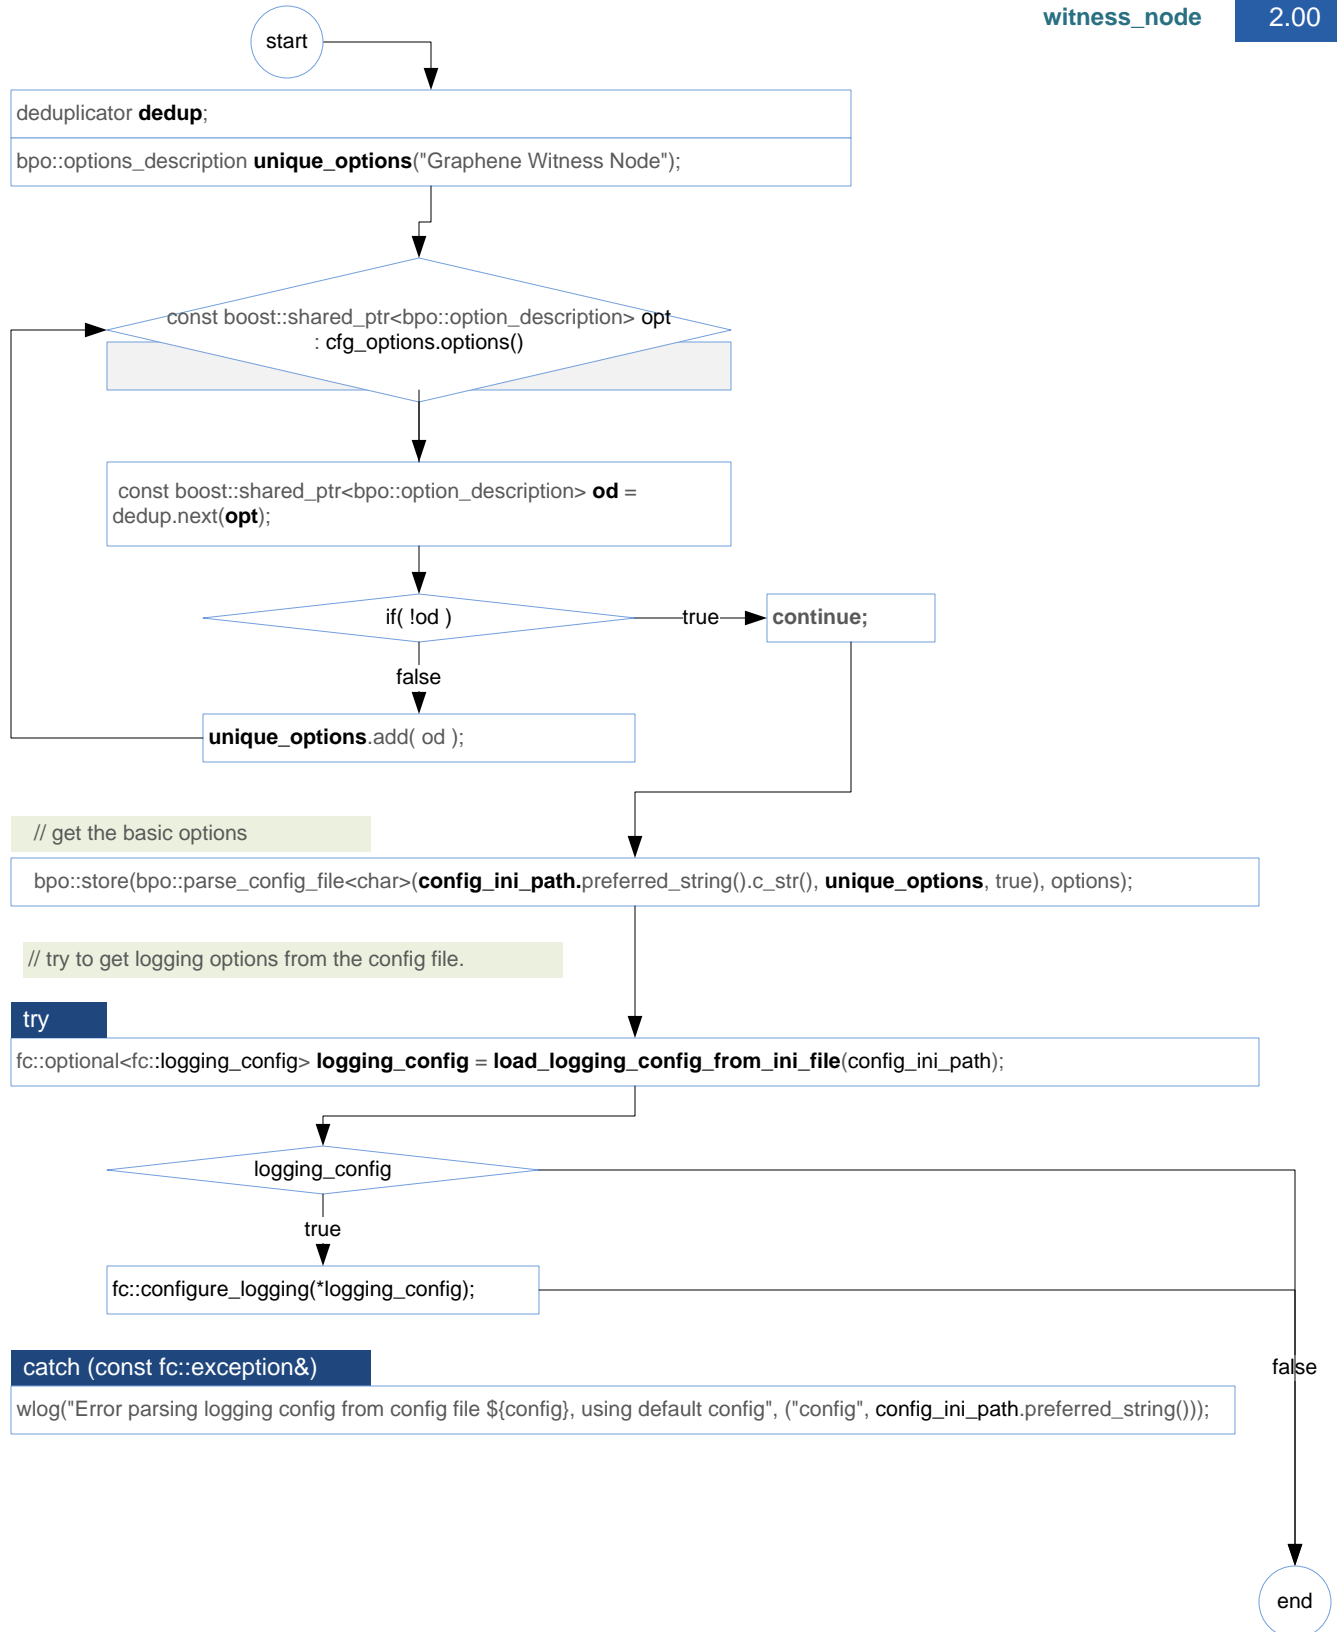 witness_node 2.00
start
deduplicator dedup;
bpo::options_description unique_options("Graphene Witness Node");
const boost::shared_ptr<bpo::option_description> opt
: cfg_options.options()
const boost::shared_ptr<bpo::option_description> od =
dedup.next(opt);
if( !od )
true
continue;
false
unique_options.add( od );
// get the basic options
bpo::store(bpo::parse_config_file<char>(config_ini_path.preferred_string().c_str(), unique_options, true), options);
// try to get logging options from the config file.
try
fc::optional<fc::logging_config> logging_config = load_logging_config_from_ini_file(config_ini_path);
logging_config
true
fc::configure_logging(*logging_config);
catch (const fc::exception&)
false
wlog("Error parsing logging config from config file ${config}, using default config", ("config", config_ini_path.preferred_string()));
end